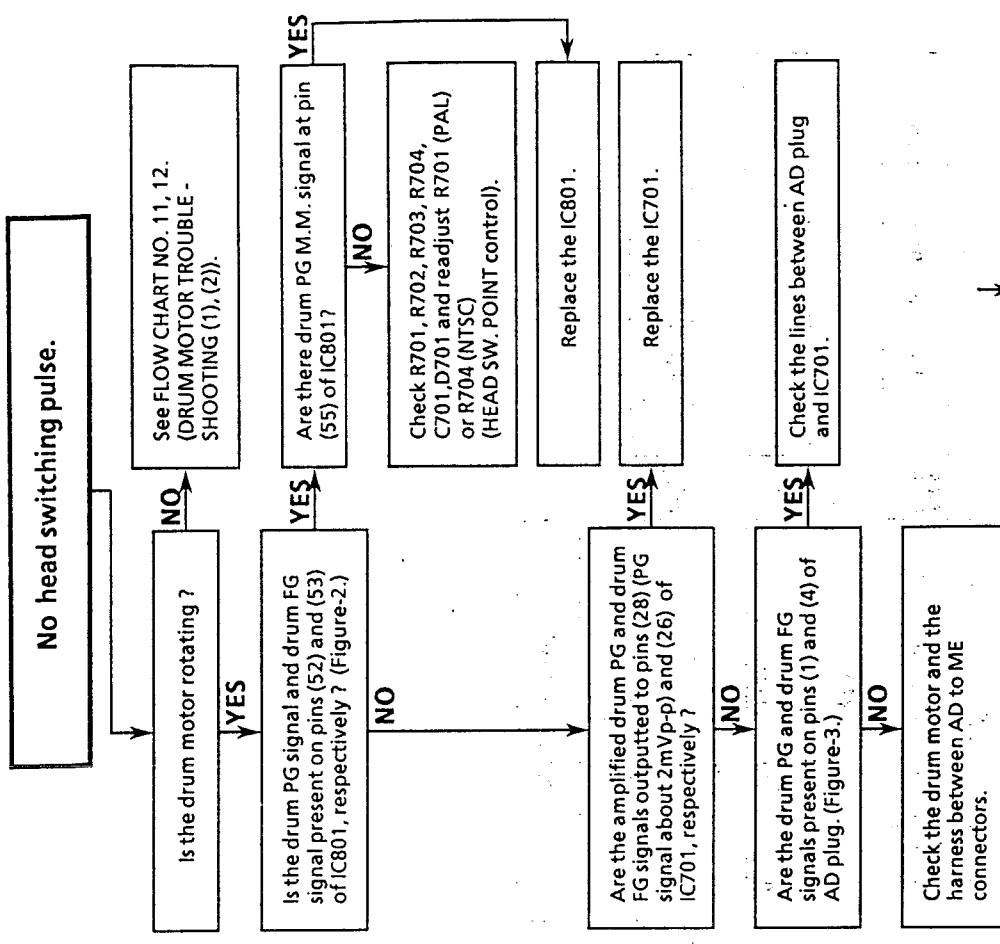 No head switching pulse.
Is the drum motor rotating ?
NO
See FLOW CHART NO. 11, 12.
(DRUM MOTOR TROUBLE -
SHOOTING (1), (2)).
YES
Is the drum PG signal and drum FG
signal present on pins (52) and (53)
of IC801, respectively ? (Figure-2.)
YES
Are there drum PG M.M. signal at pin
(55) of IC801?
YES
NO
Check R701, R702, R703, R704,
C701,D701 and readjust R701 (PAL)
or R704 (NTSC)
(HEAD SW. POINT control).
Replace the IC801.
NO
Are the amplified drum PG and drum
FG signals outputted to pins (28) (PG
signal about 2mVp-p) and (26) of
IC701, respectively ?
YES
Replace the IC701.
NO
Are the drum PG and drum FG
signals present on pins (1) and (4) of
AD plug. (Figure-3.)
YES
Check the lines between AD plug
and IC701.
NO
Check the drum motor and the
harness between AD to ME
connectors.